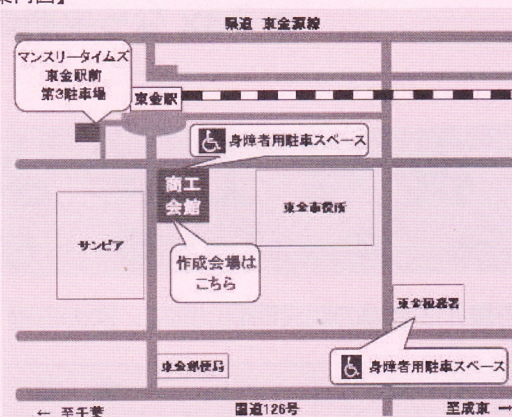 案内図】
県道 東金源線
マンスリータイムズ
東金駅前
第3駐車場
東金駅
身障者用駐車スペース
商工
会館
東金市役所
サンピア
作成会場は
こちら
東金税務署
東金郵便局
身障者用駐車スペース
← 至千葉
国道126号
至成東 →